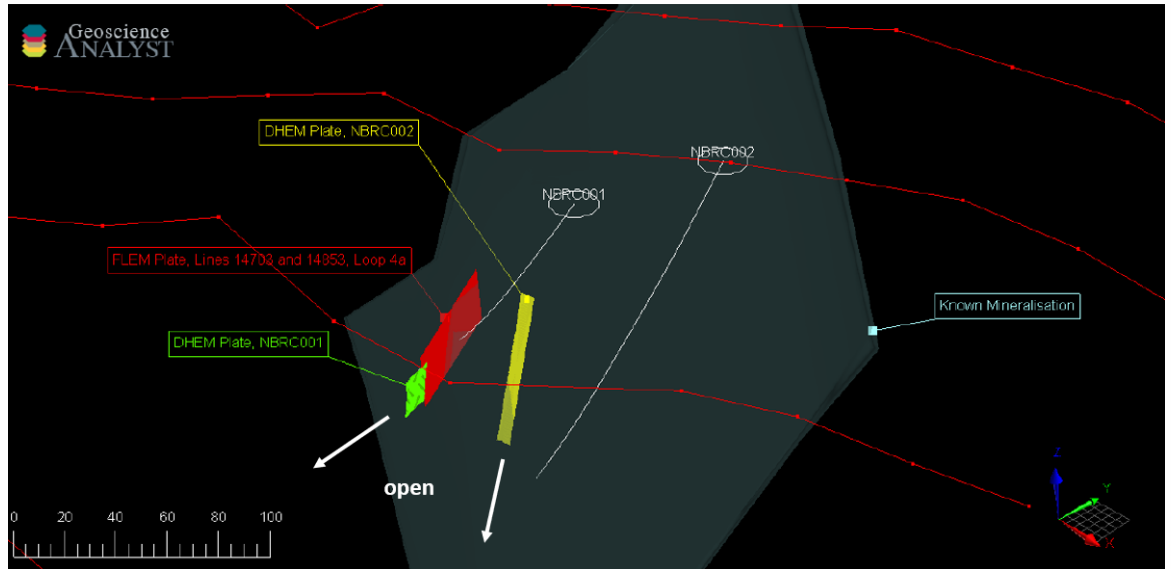 Geoscience
ANALYST
DHEM Plate, NBRC002
NBRC002
NBRC001
FLEM Plate, Lines 14703 and 14853, Loop 4a
Known Mineralisation
DHEM Plate, NBRC001
open
0 20 40 60 80 100
Z
Y
X